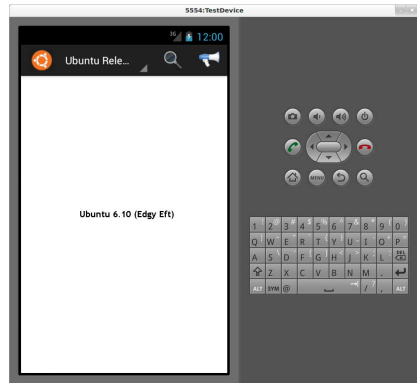 5554:TestDevice
3G 12:00
Ubuntu Rele...
Ubuntu 6.10 (Edgy Eft)
MENU
1 2 3 4 5 6 7 8 9 0
Q W E R T Y U I O P
A S D F G H J K L DEL
Z X C V B N M .
ALT SYM @ / , ALT